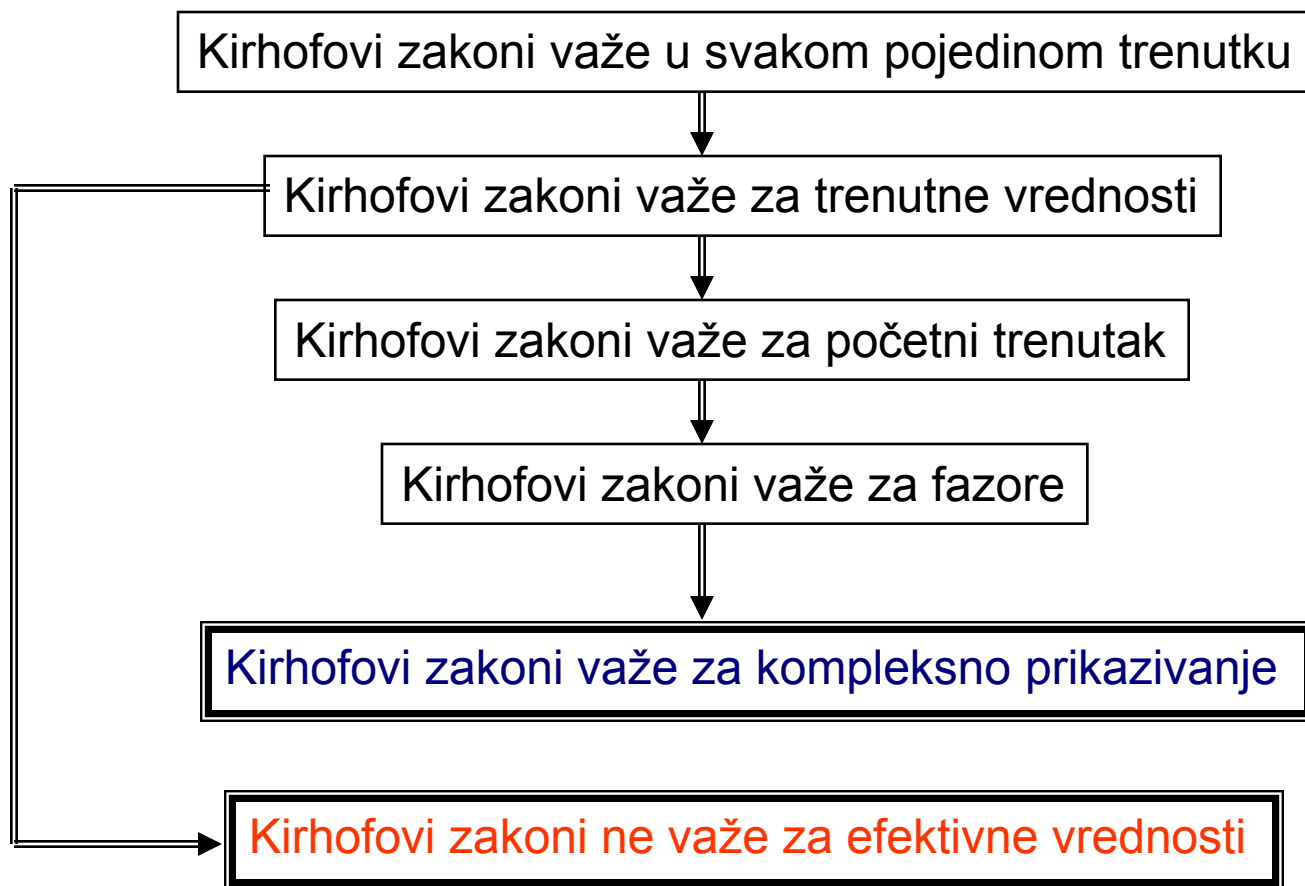 Kirhofovi zakoni važe u svakom pojedinom trenutku
Kirhofovi zakoni važe za trenutne vrednosti
Kirhofovi zakoni važe za početni trenutak
Kirhofovi zakoni važe za fazore
Kirhofovi zakoni važe za kompleksno prikazivanje
Kirhofovi zakoni ne važe za efektivne vrednosti